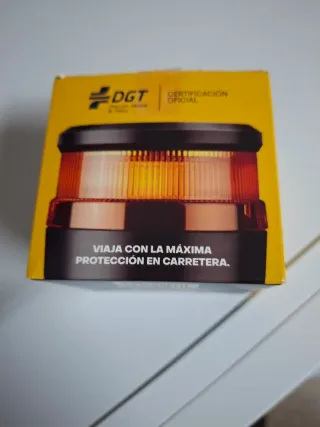 DGT
CERTIFICACIÓN
OFICIAL
VIAJA CON LA MÁXIMA
PROTECCIÓN EN CARRETERA.